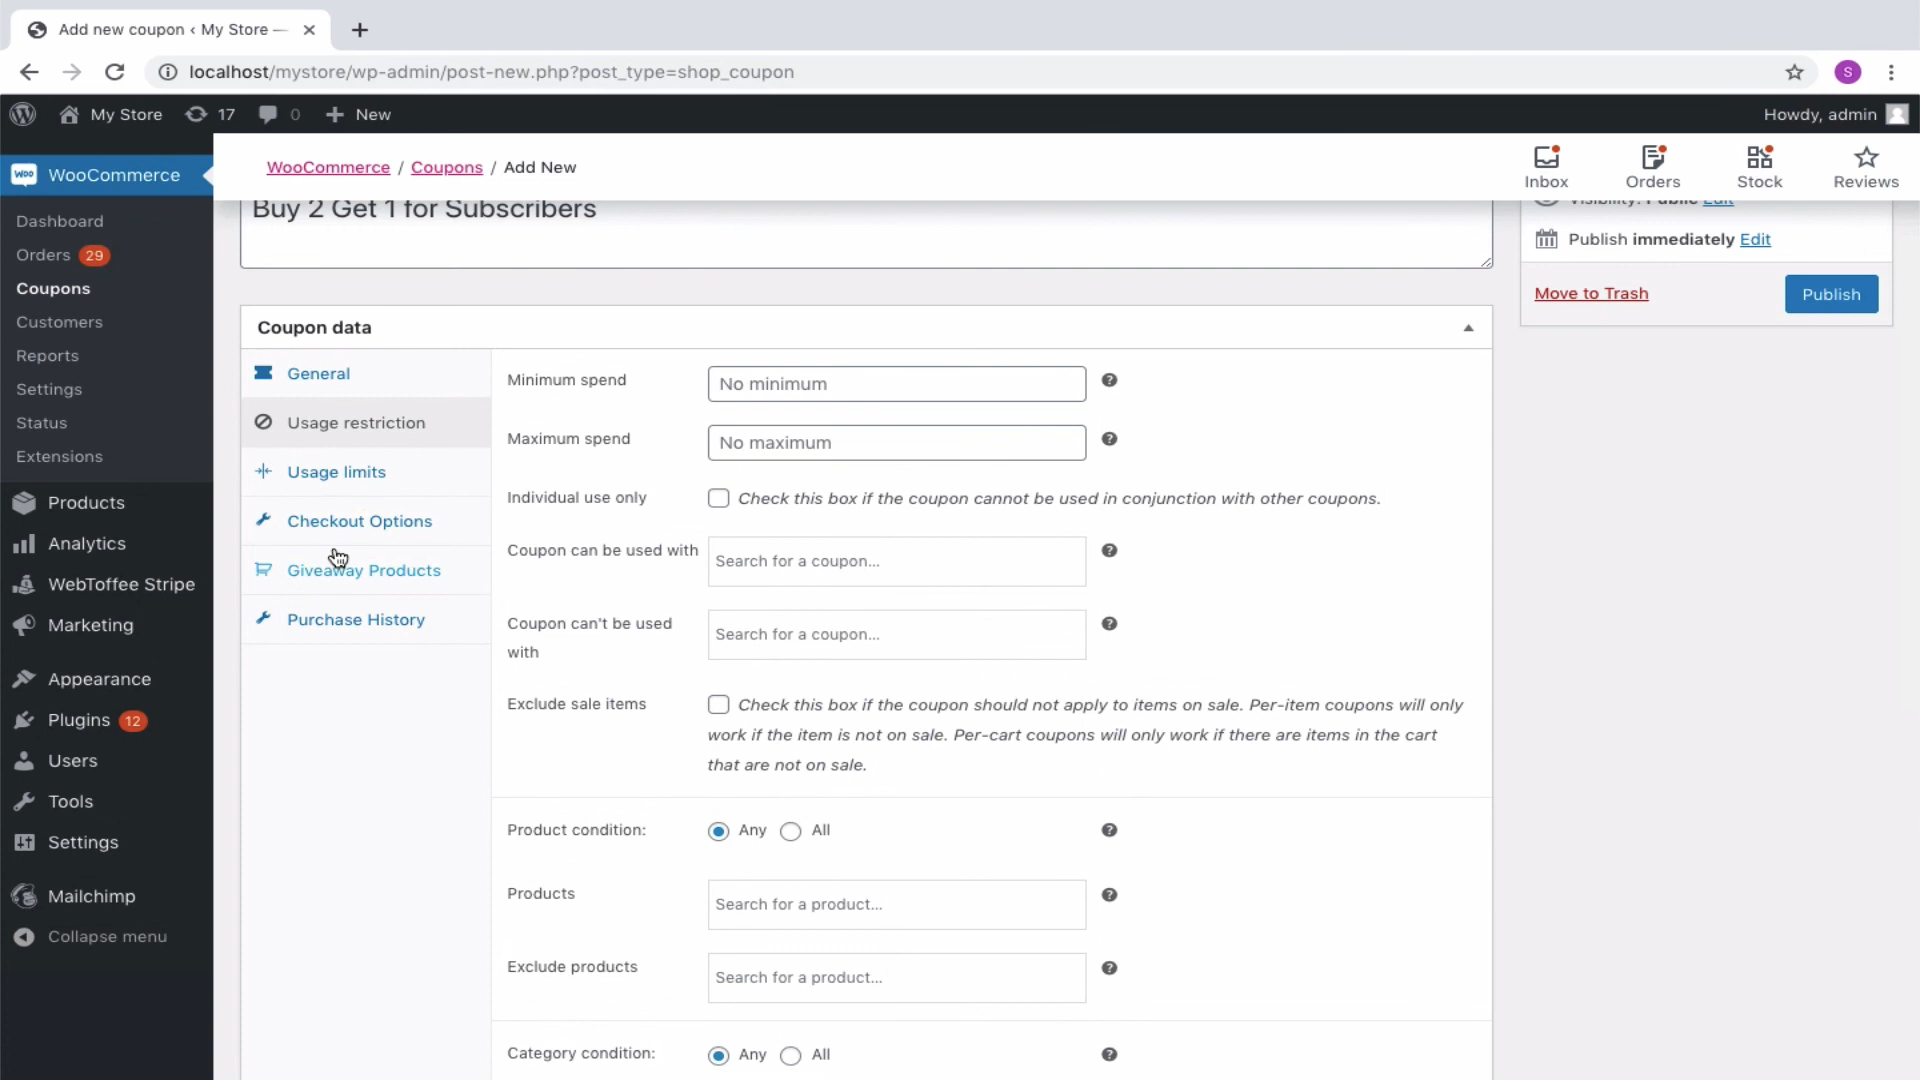 Add new coupon ‹ My Store —
localhost/mystore/wp-admin/post-new.php?post_type=shop_coupon
S
My Store 17 0 New
Howdy, admin
WooCommerce
Dashboard
Orders 29
Coupons
Customers
Reports
Settings
Status
Extensions
Products
Analytics
WebToffee Stripe
Marketing
Appearance
Plugins 12
Users
Tools
Settings
Mailchimp
Collapse menu
WooCommerce / Coupons / Add New
Inbox
Orders
Stock
Reviews
Buy 2 Get 1 for Subscribers
Visibility: Public Edit
Publish immediately Edit
Move to Trash
Publish
Coupon data
General
Usage restriction
Usage limits
Checkout Options
Giveaway Products
Purchase History
Minimum spend
No minimum
Maximum spend
No maximum
Individual use only
Check this box if the coupon cannot be used in conjunction with other coupons.
Coupon can be used with
Search for a coupon...
Coupon can't be used
with
Search for a coupon...
Exclude sale items
Check this box if the coupon should not apply to items on sale. Per-item coupons will only
work if the item is not on sale. Per-cart coupons will only work if there are items in the cart
that are not on sale.
Product condition:
Any All
Products
Search for a product...
Exclude products
Search for a product...
Category condition:
Any All